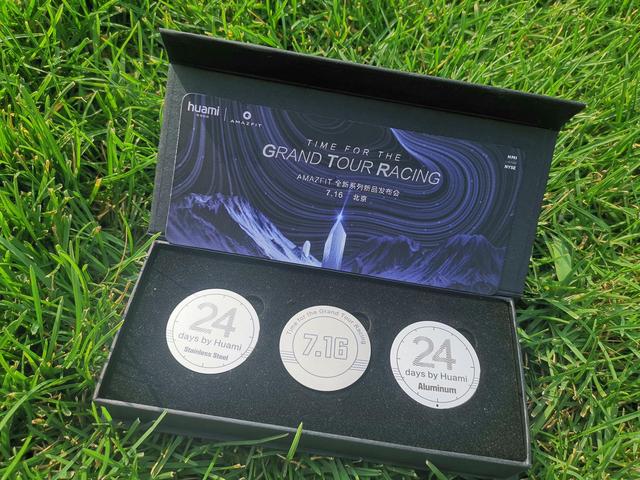 huami
AMAZFIT
HMI
NYSE
TIME FOR THE
GRAND TOUR RACING
AMAZFIT 全新系列新品发布会
7.16 北京
24
days by Huami
Stainless Steel
Time for the Grand Tour Racing
7.16
24
days by Huami
Aluminum